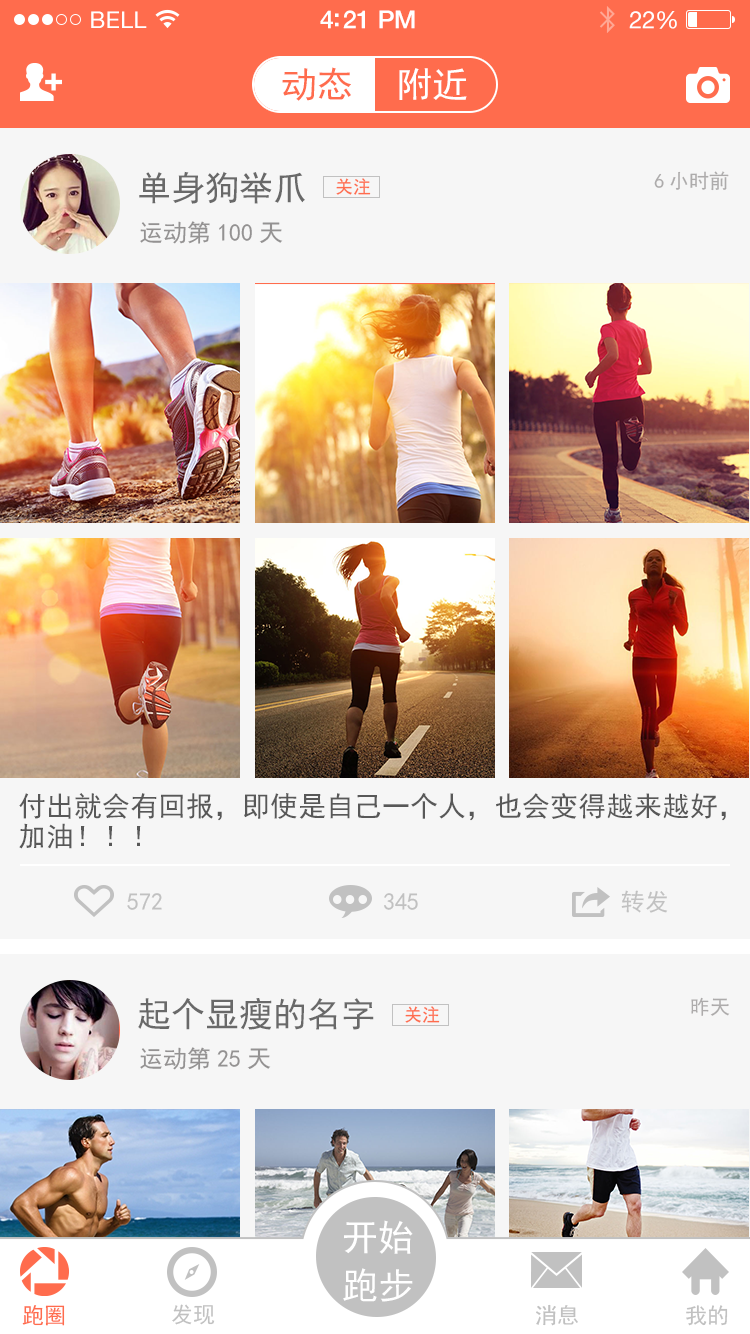 BELL 4:21 PM 22%
动态 附近
单身狗举爪 关注 6 小时前
运动第 100 天
付出就会有回报，即使是自己一个人，也会变得越来越好，
加油！！！
572 345 转发
起个显瘦的名字 关注 昨天
运动第 25 天
开始
跑步
跑圈 发现 消息 我的